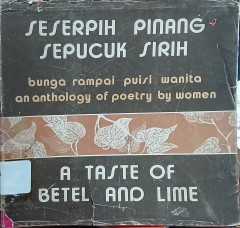 SESERPIH PINANG
SEPUCUK SIRIH
bunga rampai puisi wanita
an anthology of poetry by women
A TASTE OF
BETEL AND LIME